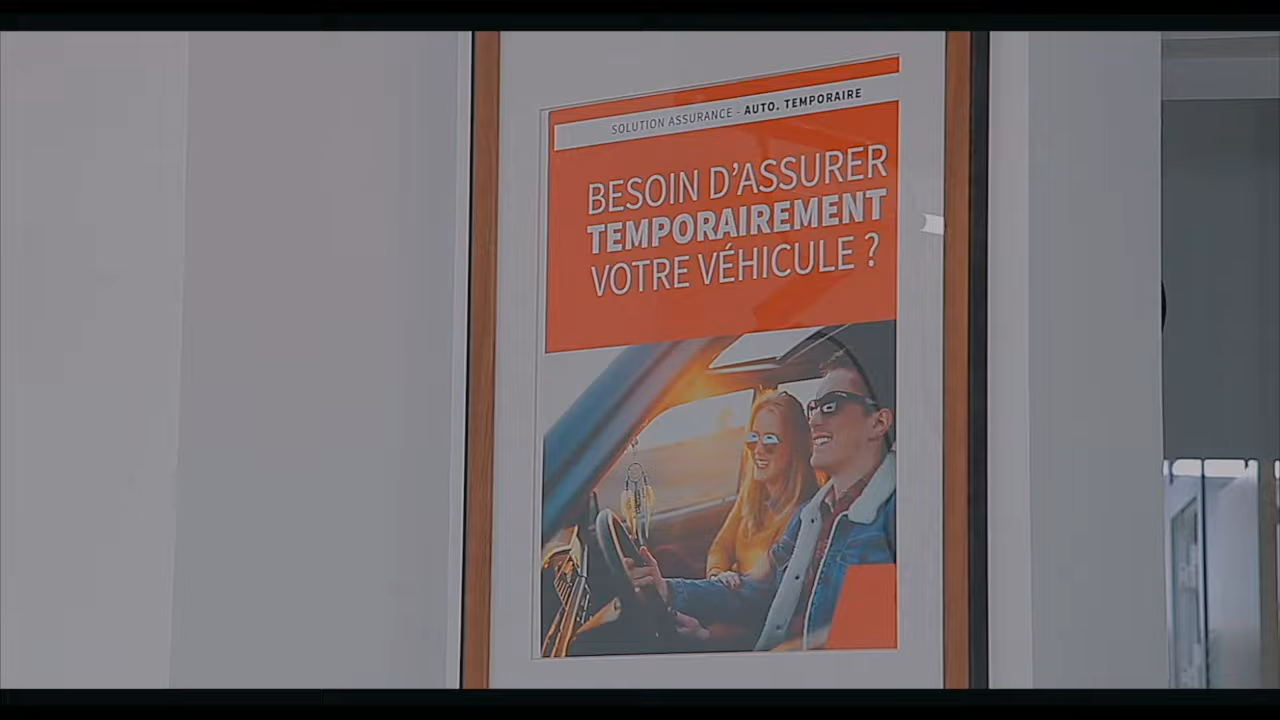 SOLUTION ASSURANCE - AUTO. TEMPORAIRE
BESOIN D’ASSURER
TEMPORAIREMENT
VOTRE VÉHICULE ?